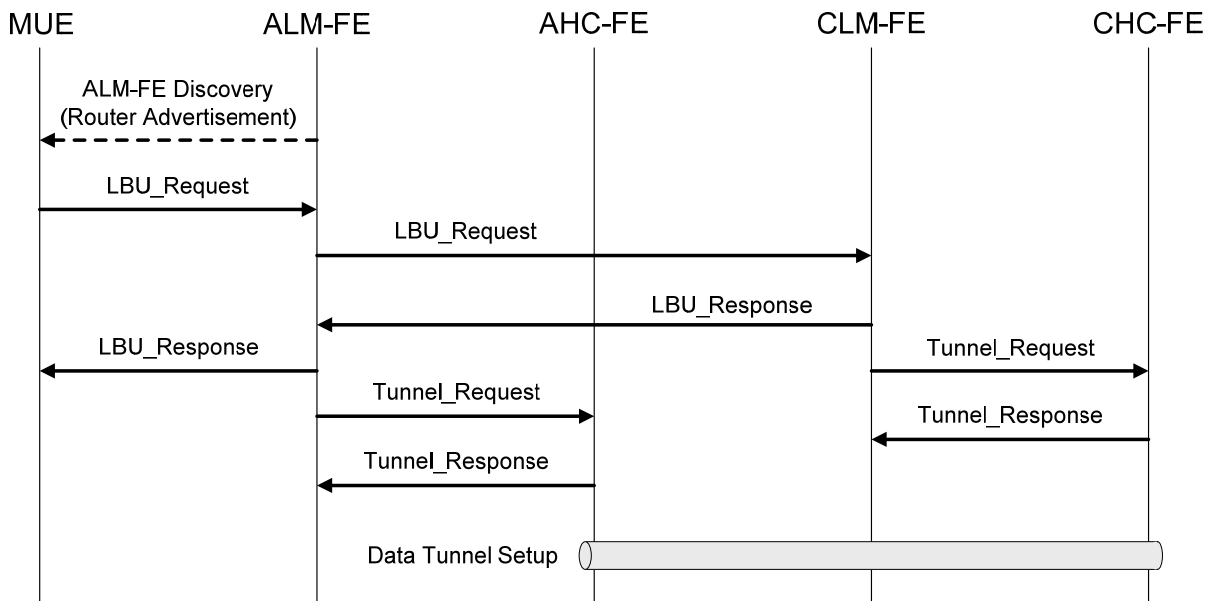 MUE
ALM-FE
AHC-FE
CLM-FE
CHC-FE
ALM-FE Discovery
(Router Advertisement)
LBU_Request
LBU_Request
LBU_Response
LBU_Response
Tunnel_Request
Tunnel_Request
Tunnel_Response
Tunnel_Response
Data Tunnel Setup